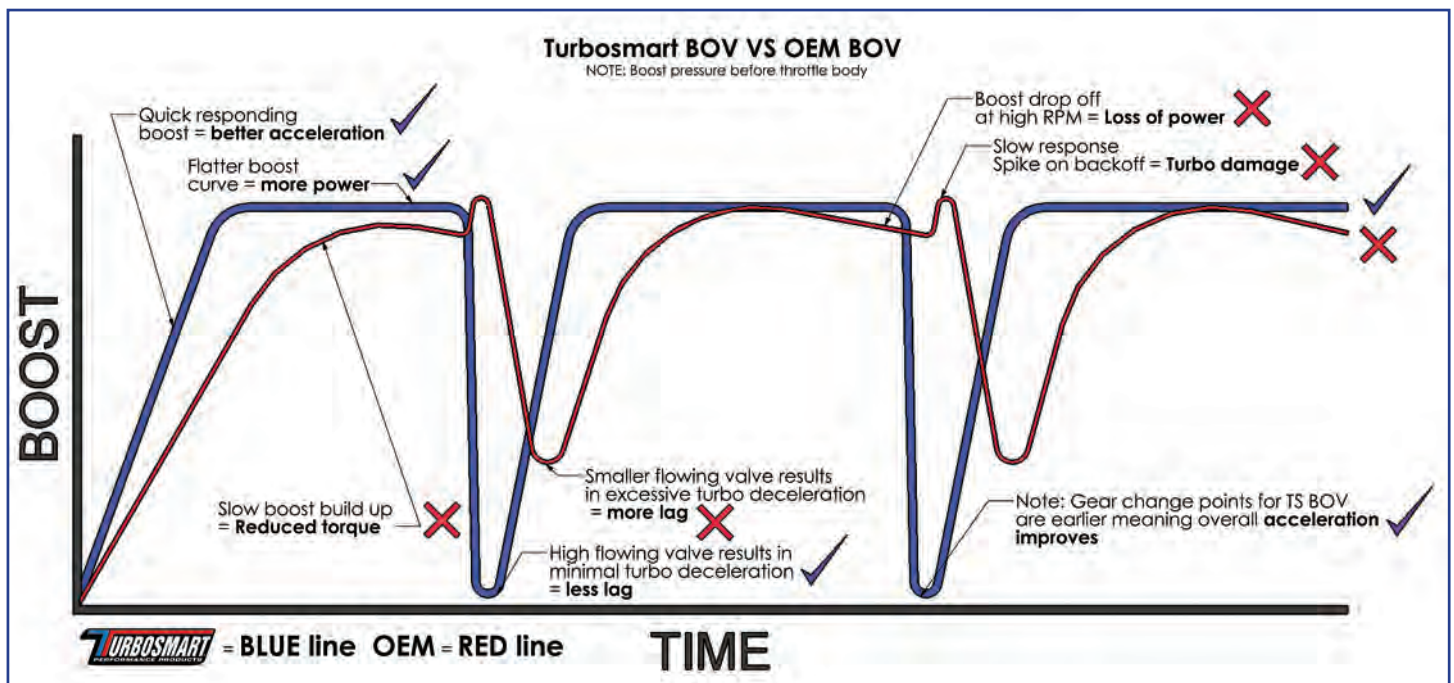 Turbosmart BOV VS OEM BOV
NOTE: Boost pressure before throttle body
Quick responding
boost = better acceleration
Flatter boost
curve = more power
Boost drop off
at high RPM = Loss of power
Slow response
Spike on backoff = Turbo damage
BOOST
Slow boost build up
= Reduced torque
Smaller flowing valve results
in excessive turbo deceleration
= more lag
High flowing valve results in
minimal turbo deceleration
= less lag
Note: Gear change points for TS BOV
are earlier meaning overall acceleration
improves
TURBOSMART
PERFORMANCE PRODUCTS
= BLUE line OEM = RED line
TIME